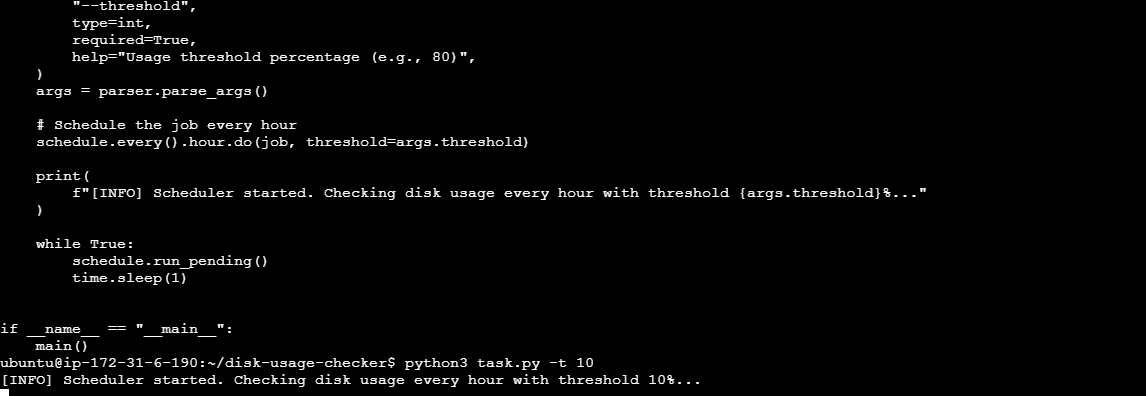 "--threshold",
        type=int,
        required=True,
        help="Usage threshold percentage (e.g., 80)",
    )
    args = parser.parse_args()
    # Schedule the job every hour
    schedule.every().hour.do(job, threshold=args.threshold)
    print(
        f"[INFO] Scheduler started. Checking disk usage every hour with threshold {args.threshold}%..."
    )
    while True:
        schedule.run_pending()
        time.sleep(1)
if __name__ == "__main__":
    main()
ubuntu@ip-172-31-6-190:~/disk-usage-checker$ python3 task.py -t 10
[INFO] Scheduler started. Checking disk usage every hour with threshold 10%...